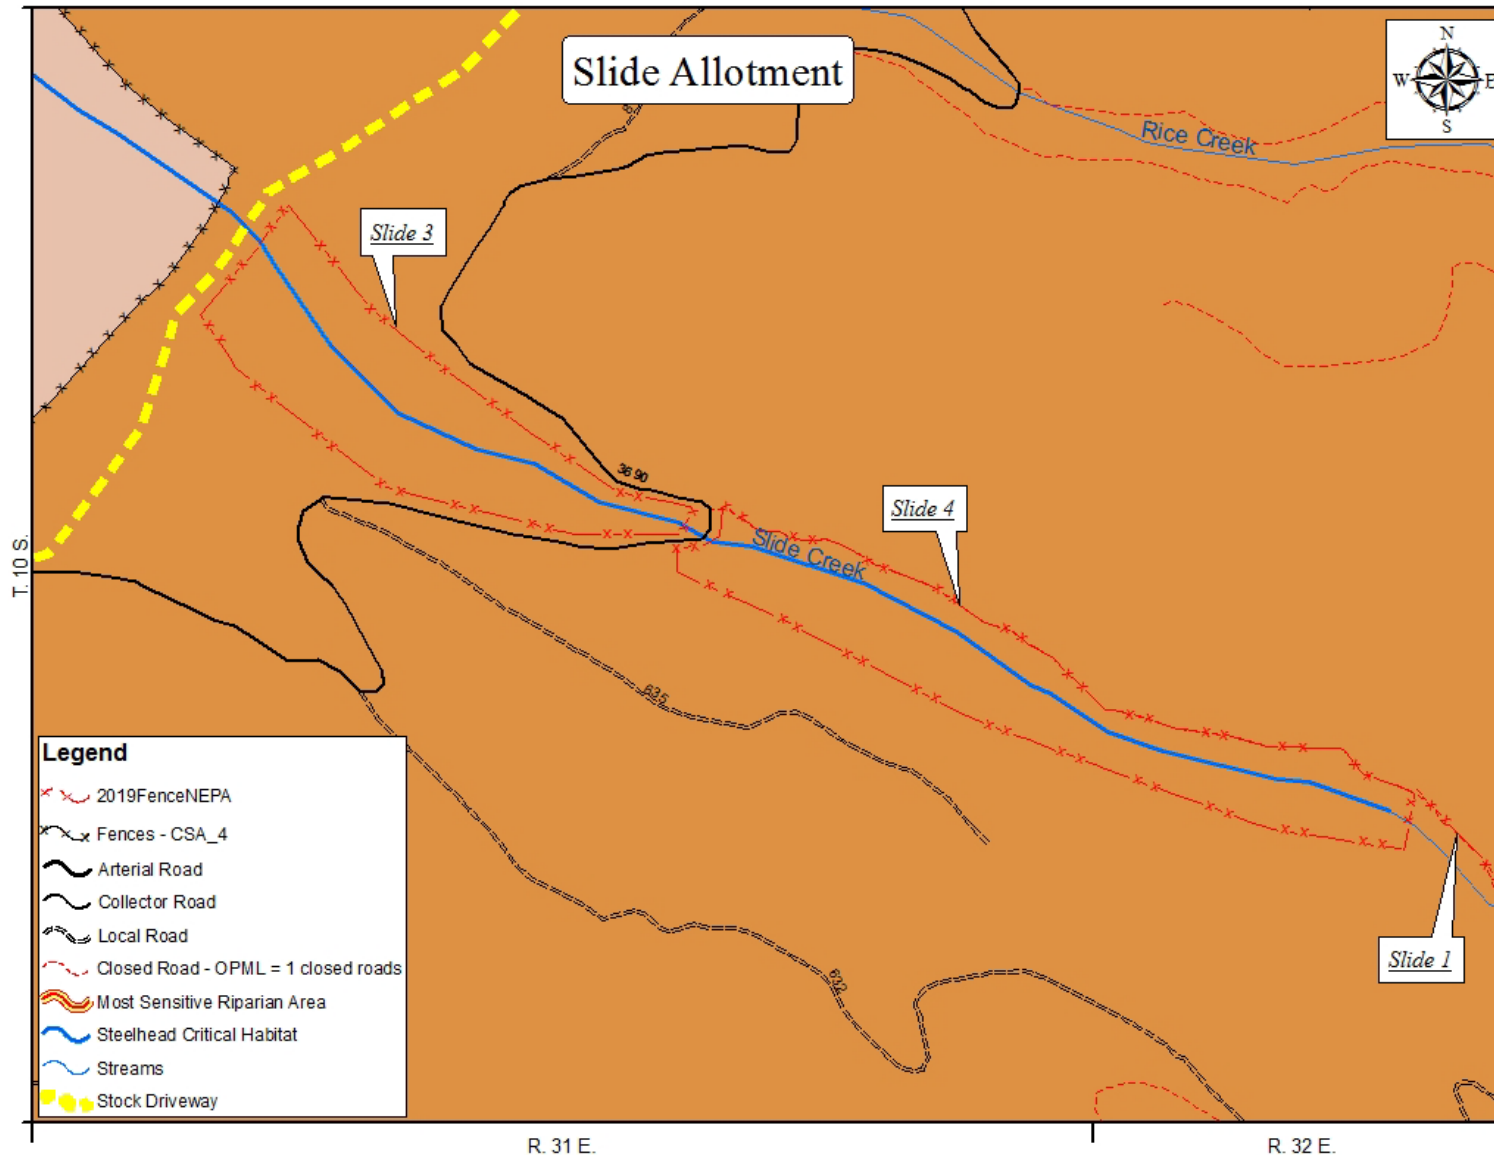 Slide Allotment
N
W E
S
Rice Creek
Slide 3
3690
Slide 4
Slide Creek
T. 10 S.
635
632
Slide 1
Legend
2019FenceNEPA
Fences - CSA_4
Arterial Road
Collector Road
Local Road
Closed Road - OPML = 1 closed roads
Most Sensitive Riparian Area
Steelhead Critical Habitat
Streams
Stock Driveway
R. 31 E.
R. 32 E.